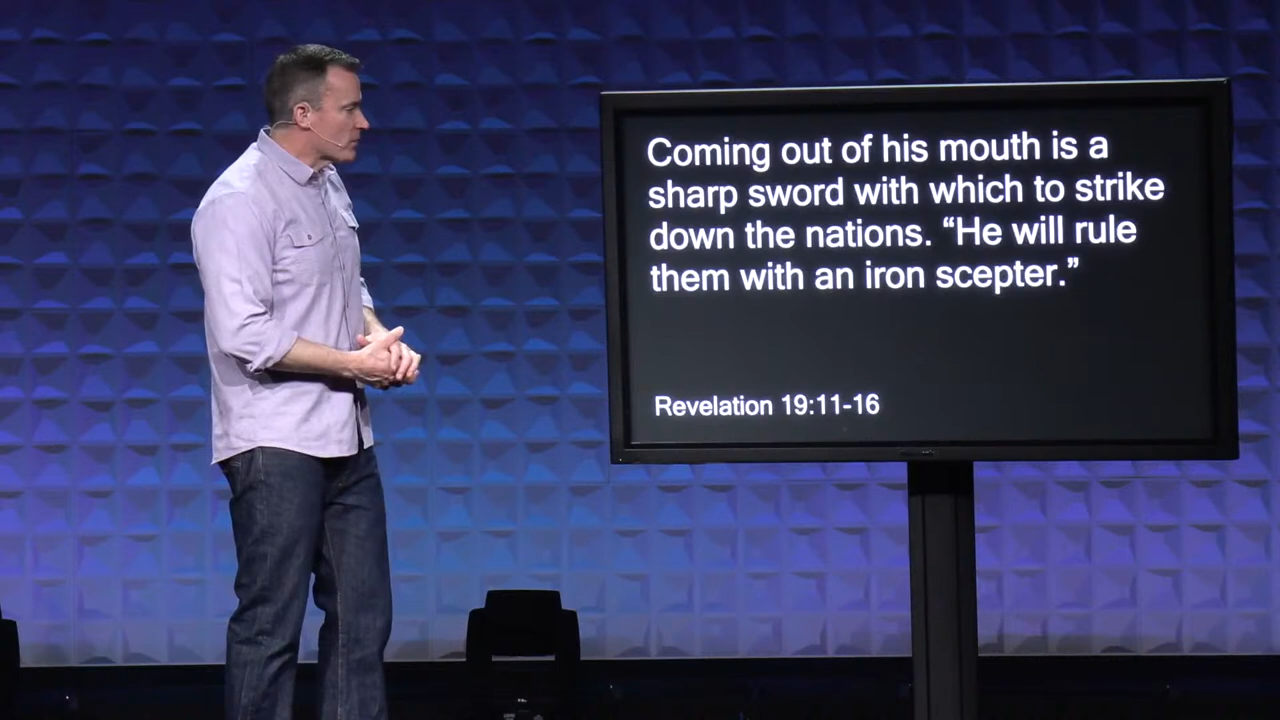 Coming out of his mouth is a
sharp sword with which to strike
down the nations. “He will rule
them with an iron scepter.”
Revelation 19:11-16